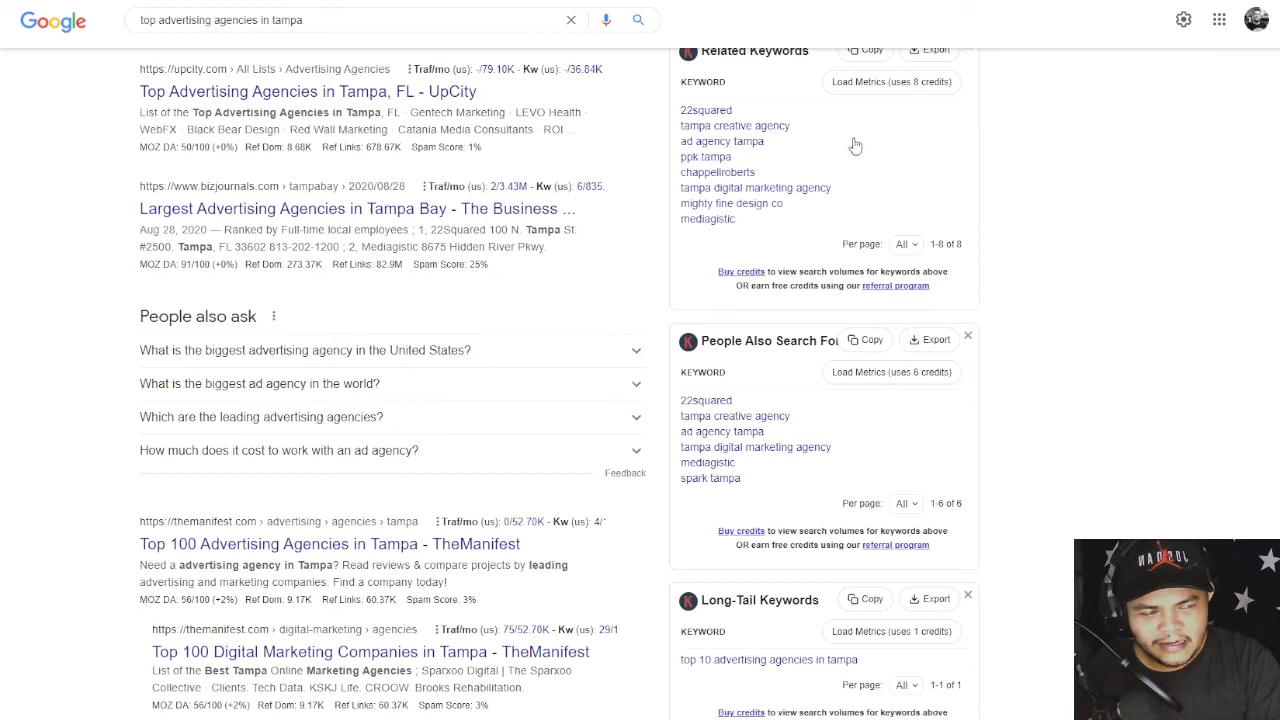 Google
top advertising agencies in tampa
https://upcity.com › All Lists › Advertising Agencies
Traf/mo (us): -/79.10K - Kw (us): -/36.84K
Top Advertising Agencies in Tampa, FL - UpCity
List of the Top Advertising Agencies in Tampa, FL · Gentech Marketing · LEVO Health ·
WebFX · Black Bear Design · Red Wall Marketing · Catania Media Consultants · ROI ...
MOZ DA: 50/100 (+0%) Ref Dom: 8.68K Ref Links: 678.67K Spam Score: 1%
https://www.bizjournals.com › tampabay › 2020/08/28
Traf/mo (us): 2/3.43M - Kw (us): 6/835.
Largest Advertising Agencies in Tampa Bay - The Business ...
Aug 28, 2020 — Ranked by Full-time local employees ; 1, 22Squared 100 N. Tampa St.
#2500. Tampa, FL 33602 813-202-1200 ; 2, Mediagistic 8675 Hidden River Pkwy.
MOZ DA: 91/100 (+0%) Ref Dom: 273.37K Ref Links: 82.9M Spam Score: 25%
People also ask
What is the biggest advertising agency in the United States?
What is the biggest ad agency in the world?
Which are the leading advertising agencies?
How much does it cost to work with an ad agency?
Feedback
https://themanifest.com › advertising › agencies › tampa
Traf/mo (us): 0/52.70K - Kw (us): 4/
Top 100 Advertising Agencies in Tampa - TheManifest
Need a advertising agency in Tampa? Read reviews & compare projects by leading
advertising and marketing companies. Find a company today!
MOZ DA: 56/100 (+2%) Ref Dom: 9.17K Ref Links: 60.37K Spam Score: 3%
https://themanifest.com › digital-marketing › agencies
Traf/mo (us): 75/52.70K - Kw (us): 29/1
Top 100 Digital Marketing Companies in Tampa - TheManifest
List of the Best Tampa Online Marketing Agencies ; Sparxoo Digital | The Sparxoo
Collective · Clients. Tech Data. KSKJ Life. CROOW. Brooks Rehabilitation.
MOZ DA: 56/100 (+2%) Ref Dom: 9.17K Ref Links: 60.37K Spam Score: 3%
K Related Keywords
Copy
Export
KEYWORD
Load Metrics (uses 8 credits)
22squared
tampa creative agency
ad agency tampa
ppk tampa
chappellroberts
tampa digital marketing agency
mighty fine design co
mediagistic
Per page: All 1-8 of 8
Buy credits to view search volumes for keywords above
OR earn free credits using our referral program
K People Also Search For
Copy
Export
KEYWORD
Load Metrics (uses 6 credits)
22squared
tampa creative agency
ad agency tampa
tampa digital marketing agency
mediagistic
spark tampa
Per page: All 1-6 of 6
Buy credits to view search volumes for keywords above
OR earn free credits using our referral program
K Long-Tail Keywords
Copy
Export
KEYWORD
Load Metrics (uses 1 credits)
top 10 advertising agencies in tampa
Per page: All 1-1 of 1
Buy credits to view search volumes for keywords above